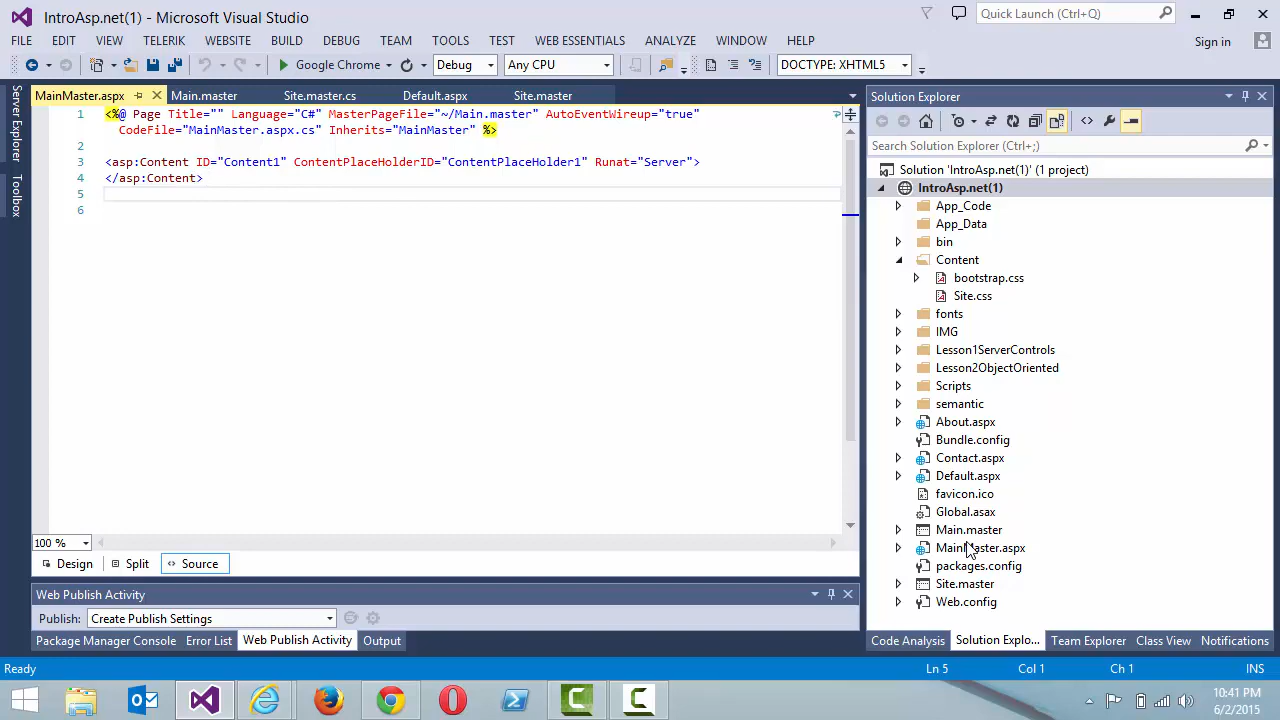 IntroAsp.net(1) - Microsoft Visual Studio
Quick Launch (Ctrl+Q)
FILE EDIT VIEW TELERIK WEBSITE BUILD DEBUG TEAM TOOLS TEST WEB ESSENTIALS ANALYZE WINDOW HELP
Sign in
Google Chrome Debug Any CPU DOCTYPE: XHTML5
Server Explorer
Toolbox
MainMaster.aspx Main.master Site.master.cs Default.aspx Site.master
1 <%@ Page Title="" Language="C#" MasterPageFile="~/Main.master" AutoEventWireup="true"
CodeFile="MainMaster.aspx.cs" Inherits="MainMaster" %>
2
3 <asp:Content ID="Content1" ContentPlaceHolderID="ContentPlaceHolder1" Runat="Server">
4 </asp:Content>
5
6
100 %
Design Split Source
Web Publish Activity
Publish: Create Publish Settings
Package Manager Console Error List Web Publish Activity Output
Solution Explorer
Search Solution Explorer (Ctrl+;)
Solution 'IntroAsp.net(1)' (1 project)
IntroAsp.net(1)
App_Code
App_Data
bin
Content
bootstrap.css
Site.css
fonts
IMG
Lesson1ServerControls
Lesson2ObjectOriented
Scripts
semantic
About.aspx
Bundle.config
Contact.aspx
Default.aspx
favicon.ico
Global.asax
Main.master
MainMaster.aspx
packages.config
Site.master
Web.config
Code Analysis Solution Explo... Team Explorer Class View Notifications
Ready Ln 5 Col 1 Ch 1 INS
10:41 PM
6/2/2015